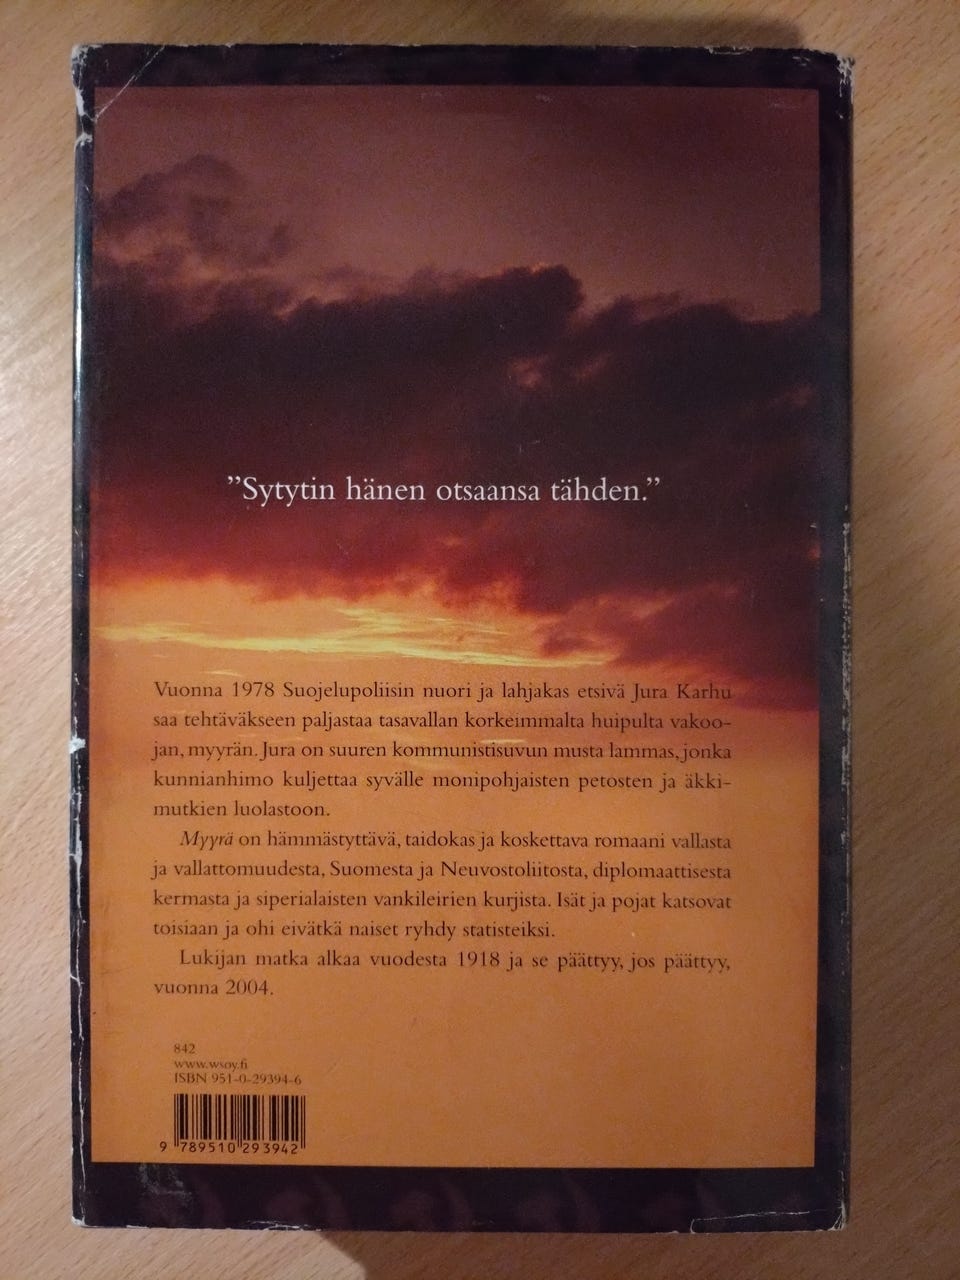 ”Sytytin hänen otsaansa tähden.”
Vuonna 1978 Suojelupoliisin nuori ja lahjakas etsivä Jura Karhu
saa tehtäväkseen paljastaa tasavallan korkeimmalta huipulta vakoo-
jan, myyrän. Jura on suuren kommunistisuvun musta lammas, jonka
kunnianhimo kuljettaa syvälle monipohjaisten petosten ja äkki-
mutkien luolastoon.
Myyrä on hämmästyttävä, taidokas ja koskettava romaani vallasta
ja vallattomuudesta, Suomesta ja Neuvostoliitosta, diplomaattisesta
kermasta ja siperialaisten vankileirien kurjista. Isät ja pojat katsovat
toisiaan ja ohi eivätkä naiset ryhdy statisteiksi.
Lukijan matka alkaa vuodesta 1918 ja se päättyy, jos päättyy,
vuonna 2004.
842
www.wsoy.fi
ISBN 951-0-29394-6
9 789510 293942